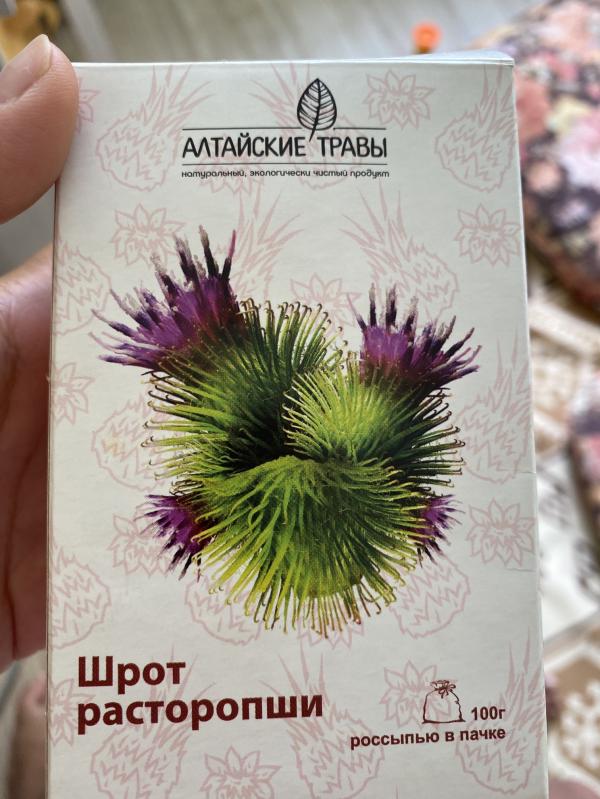 АЛТАЙСКИЕ ТРАВЫ
натуральный, экологически чистый продукт
Шрот
расторопши
100г
россыпью в пачке